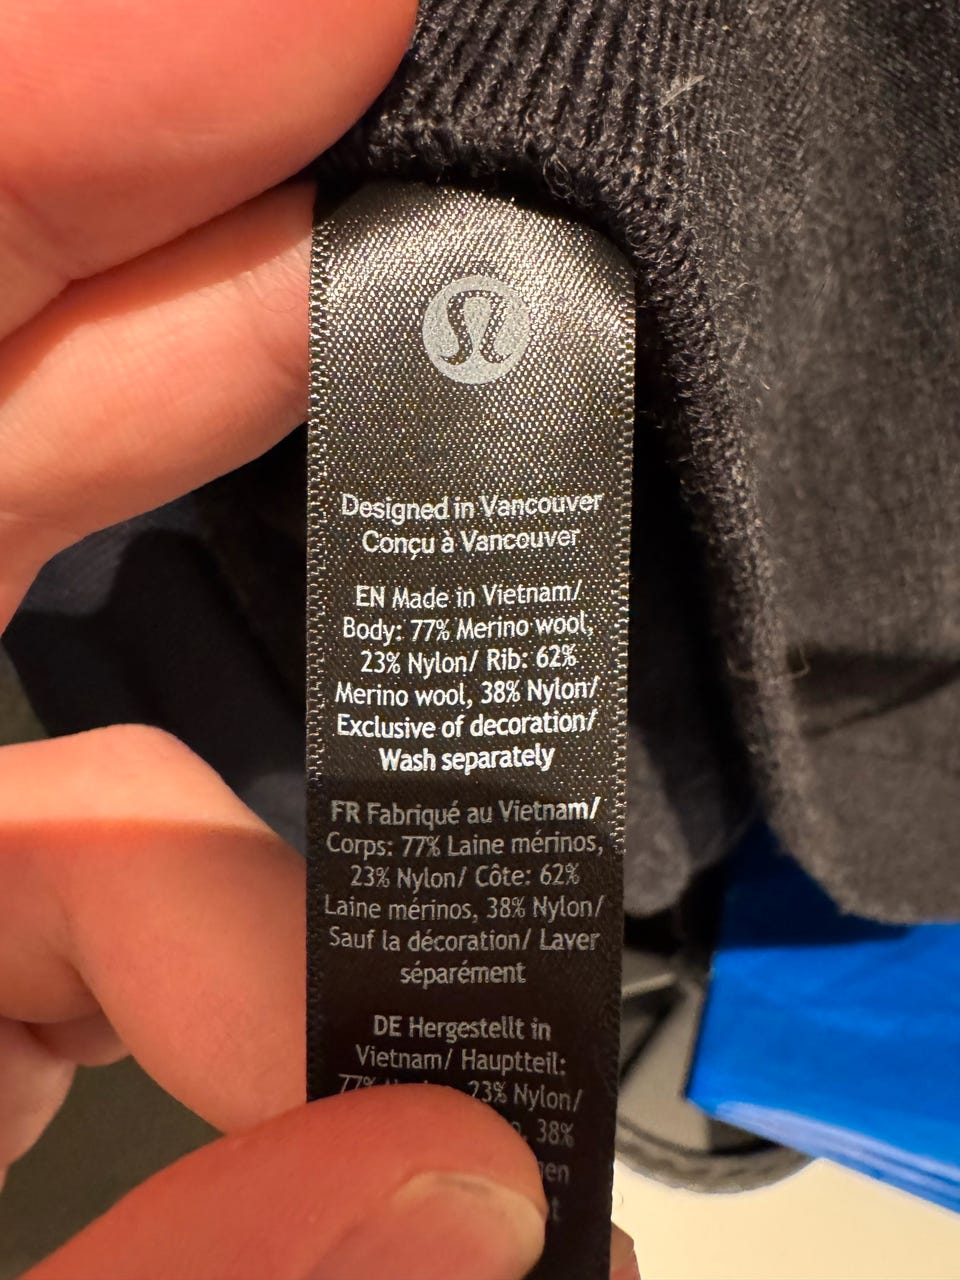 Designed in Vancouver
Conçu à Vancouver
EN Made in Vietnam/
Body: 77% Merino wool,
23% Nylon/ Rib: 62%
Merino wool, 38% Nylon/
Exclusive of decoration/
Wash separately
FR Fabriqué au Vietnam/
Corps: 77% Laine mérinos,
23% Nylon/ Côte: 62%
Laine mérinos, 38% Nylon/
Sauf la décoration/ Laver
séparément
DE Hergestellt in
Vietnam/ Hauptteil:
77% 23% Nylon/
38%